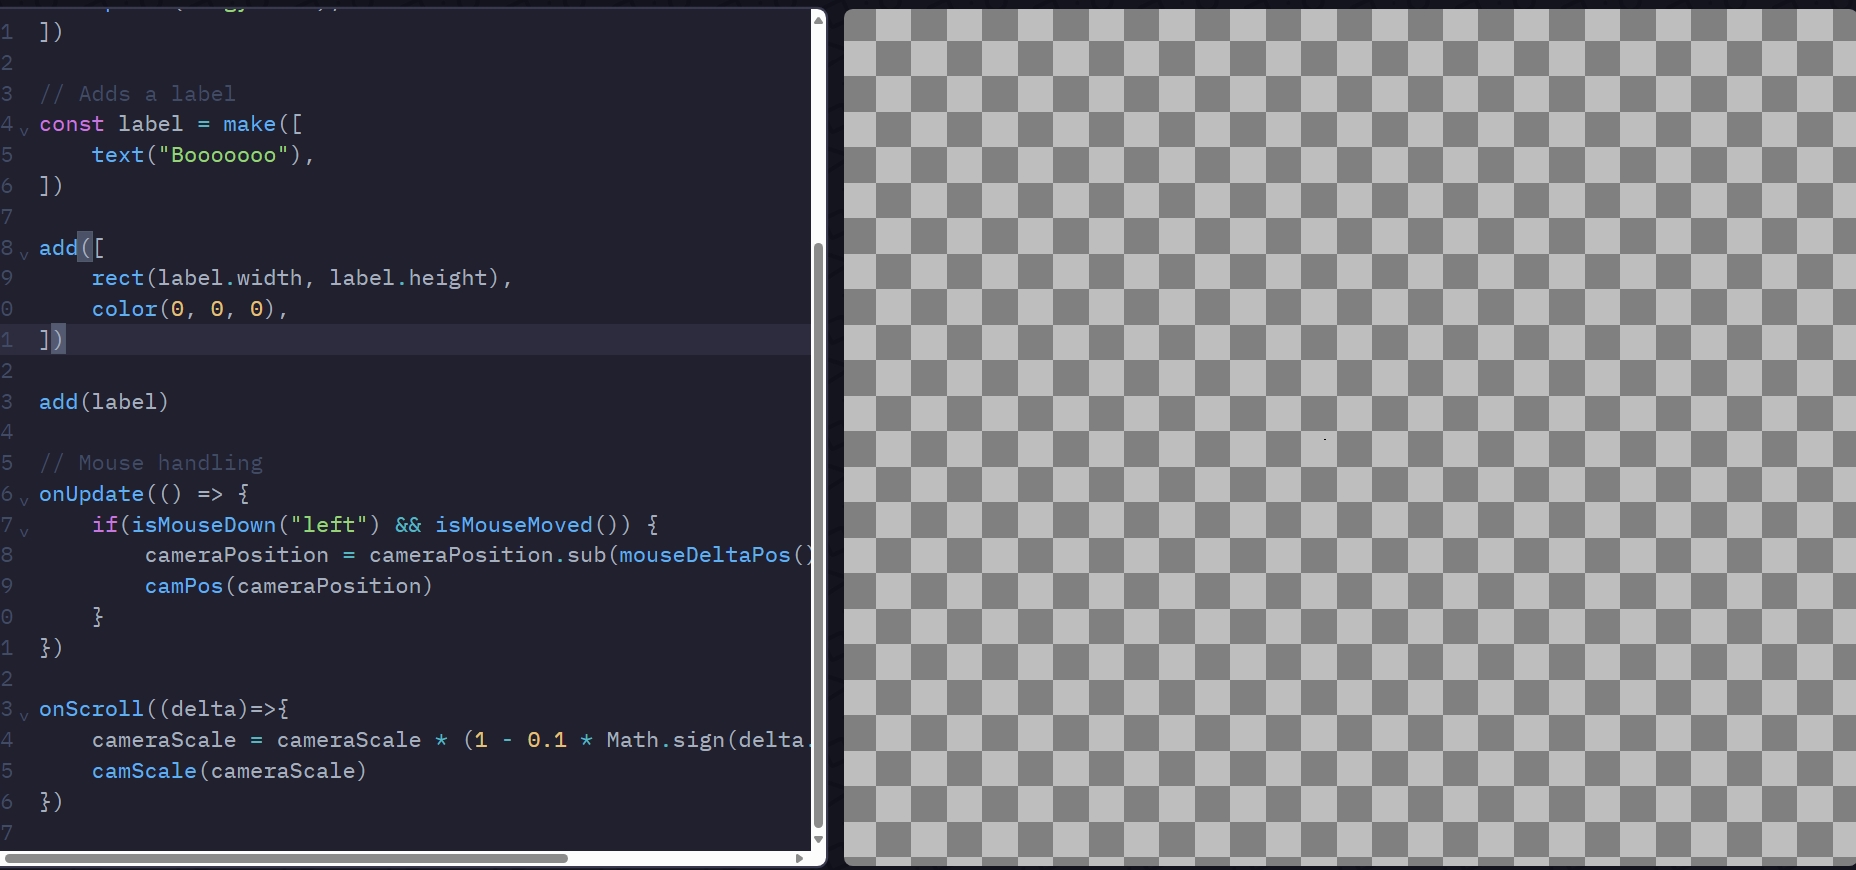 1 ])
2
3 // Adds a label
4 const label = make([
5     text("Booooooo"),
6 ])
7
8 add([
9     rect(label.width, label.height),
0     color(0, 0, 0),
1 ])
2
3 add(label)
4
5 // Mouse handling
6 onUpdate(() => {
7     if(isMouseDown("left") && isMouseMoved()) {
8         cameraPosition = cameraPosition.sub(mouseDeltaPos()
9         camPos(cameraPosition)
0     }
1 })
2
3 onScroll((delta)=>{
4     cameraScale = cameraScale * (1 - 0.1 * Math.sign(delta.
5     camScale(cameraScale)
6 })
7